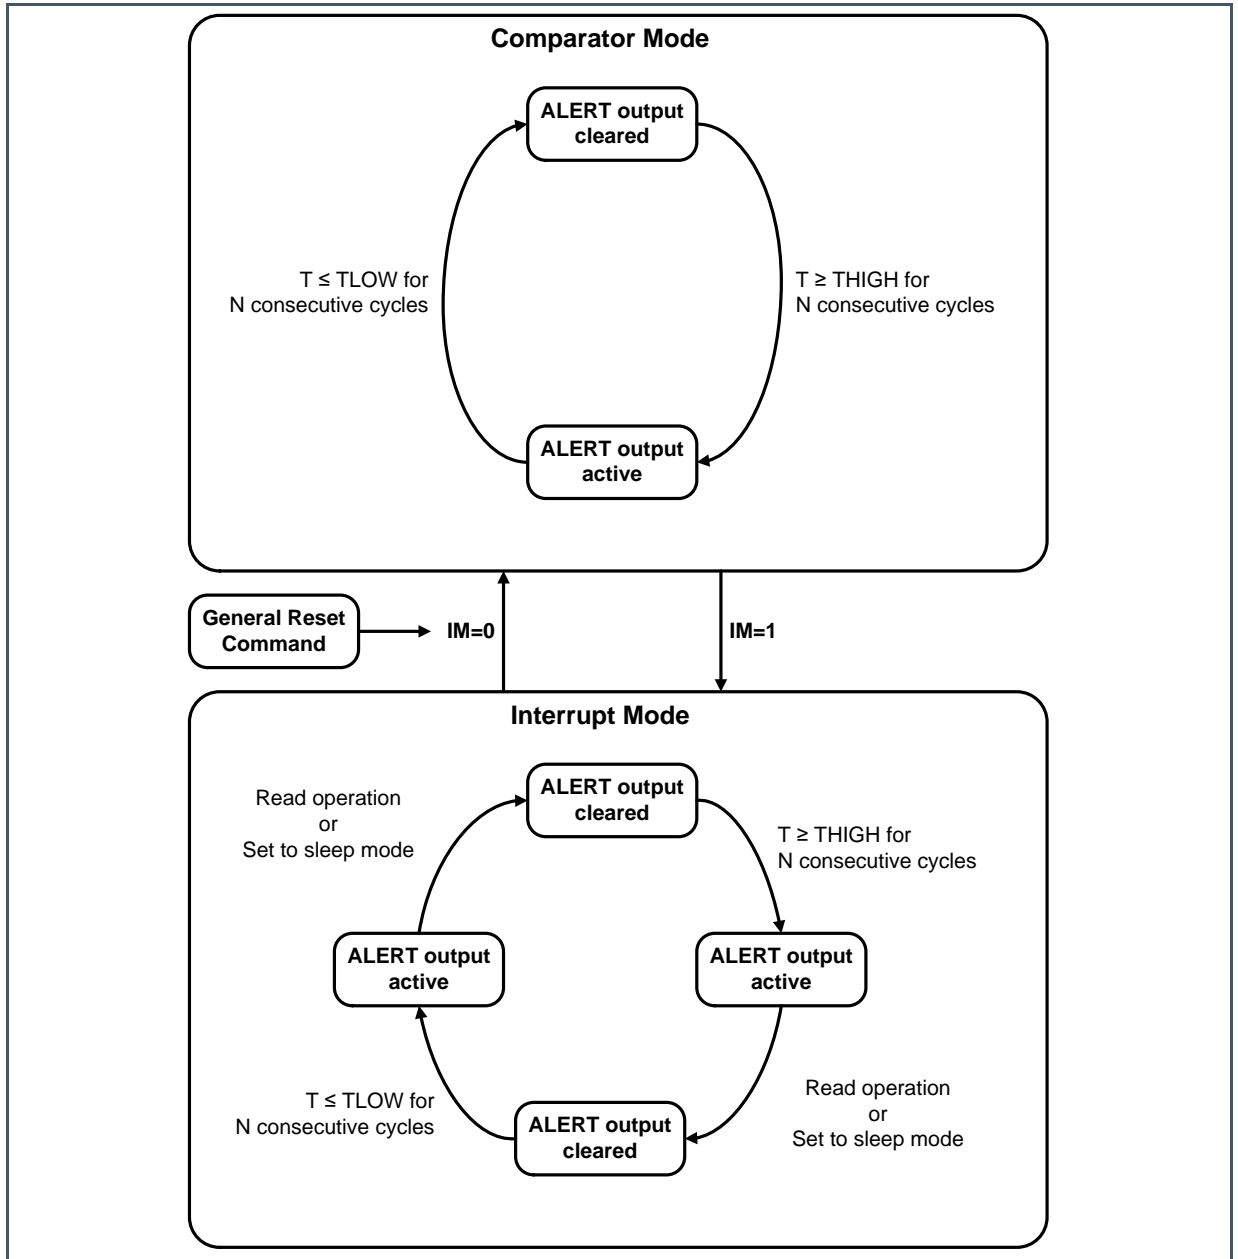 Comparator Mode
ALERT output
cleared
T ≤ TLOW for
N consecutive cycles
T ≥ THIGH for
N consecutive cycles
ALERT output
active
General Reset
Command
IM=0
IM=1
Interrupt Mode
ALERT output
cleared
Read operation
or
Set to sleep mode
T ≥ THIGH for
N consecutive cycles
ALERT output
active
ALERT output
active
T ≤ TLOW for
N consecutive cycles
Read operation
or
Set to sleep mode
ALERT output
cleared